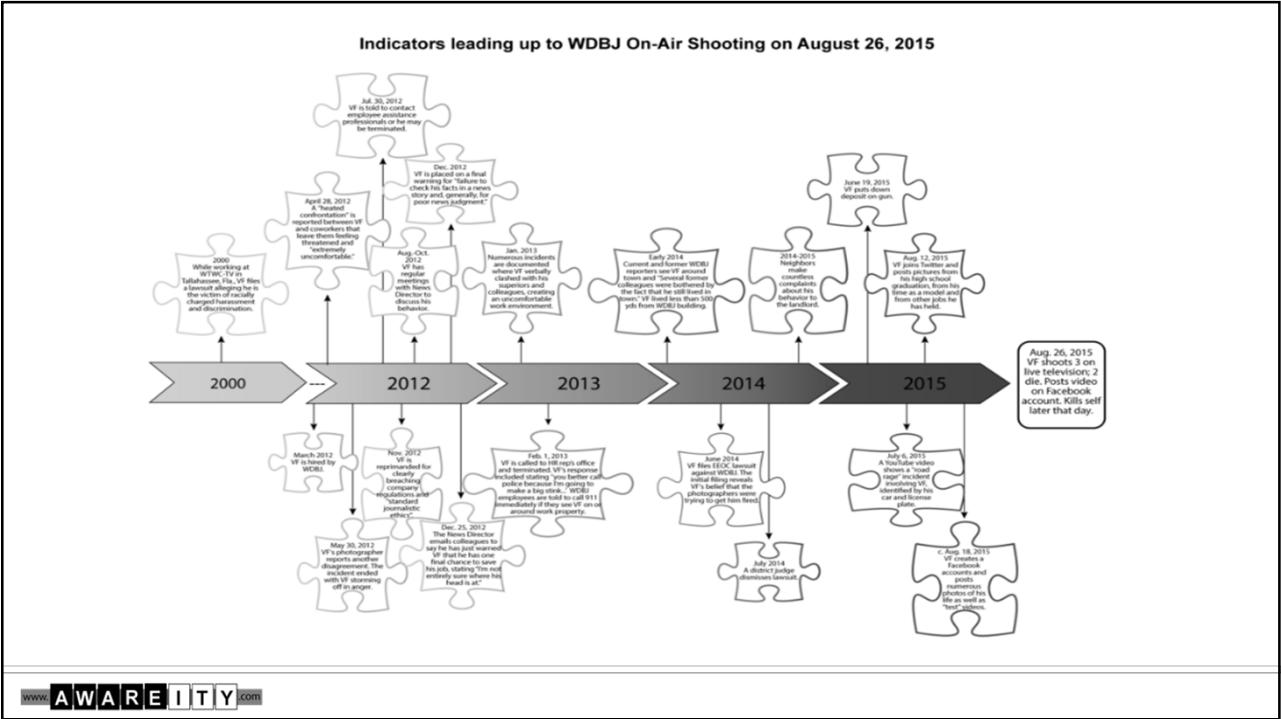 Indicators leading up to WDBJ On-Air Shooting on August 26, 2015
Jul. 30, 2012
VF is told to contact
employee assistance
professionals or he may
be terminated.
Dec. 2012
VF is placed on a final
warning for "failure to
check his facts in a news
story and, generally, for
poor news judgment."
April 28, 2012
A "heated
confrontation" is
reported between VF
and coworkers that
leave them feeling
threatened and
"extremely
uncomfortable."
2000
While working at
WTWC-TV in
Tallahassee, Fla., VF files
a lawsuit alleging he is
the victim of racially
charged harassment
and discrimination.
Aug.-Oct.
2012
VF has
regular
meetings
with News
Director to
discuss his
behavior.
Jan. 2013
Numerous incidents
are documented
where VF verbally
clashed with his
superiors and
colleagues, creating
an uncomfortable
work environment.
Early 2014
Current and former WDBJ
reporters see VF around
town and "Several former
colleagues were bothered by
the fact that he still lived in
town." VF lived less than 500
yds from WDBJ building.
2014-2015
Neighbors
make
countless
complaints
about his
behavior to
the landlord.
June 19, 2015
VF puts down
deposit on gun.
Aug. 12, 2015
VF joins Twitter and
posts pictures from
his high school
graduation, from his
time as a model and
from other jobs he
has held.
2000
---
2012
2013
2014
2015
Aug. 26, 2015
VF shoots 3 on
live television; 2
die. Posts video
on Facebook
account. Kills self
later that day.
March 2012
VF is hired by
WDBJ.
May 30, 2012
VF's photographer
reports another
disagreement. The
incident ended
with VF storming
off in anger.
Nov. 2012
VF is
reprimanded for
clearly
breaching
company
regulations and
"standard
journalistic
ethics".
Dec. 25, 2012
The News Director
emails colleagues to
say he has just warned
VF that he has one
final chance to save
his job, stating "I'm not
entirely sure where his
head is at."
Feb. 1, 2013
VF is called to HR rep's office
and terminated. VF's response
included stating "you better call
police because I'm going to
make a big stink..." WDBJ
employees are told to call 911
immediately if they see VF on or
around work property.
June 2014
VF files EEOC lawsuit
against WDBJ. The
initial filing reveals
VF's belief that the
photographers were
trying to get him fired.
July 2014
A district judge
dismisses lawsuit.
July 6, 2015
A YouTube video
shows a "road
rage" incident
involving VF,
identified by his
car and license
plate.
c. Aug. 18, 2015
VF creates a
Facebook
accounts and
posts
numerous
photos of his
life as well as
"test" videos.
www.AWAREITY.com